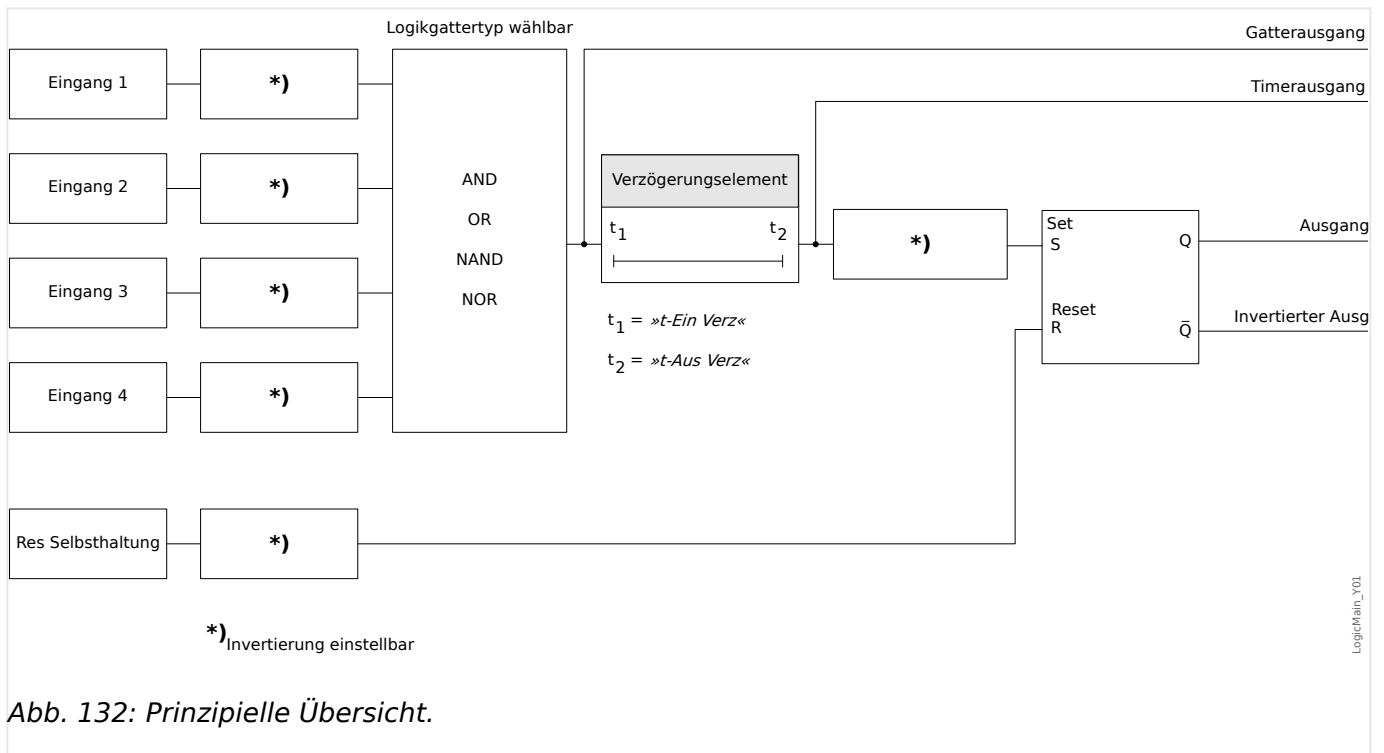 Logikgattertyp wählbar
Gatterausgang
Timerausgang
Eingang 1
*)
Eingang 2
*)
AND
OR
NAND
NOR
Verzögerungselement
t1
t2
*)
Set
S
Q
Ausgang
Reset
R
Q̅
Invertierter Ausg
Eingang 3
*)
t1 = »t-Ein Verz«
t2 = »t-Aus Verz«
Eingang 4
*)
Res Selbsthaltung
*)
*)Invertierung einstellbar
LogicMain_Y01
Abb. 132: Prinzipielle Übersicht.